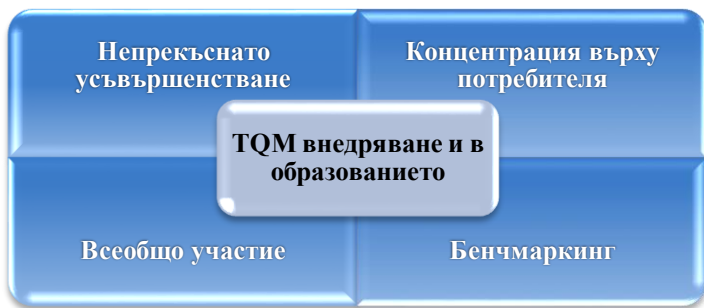 Непрекъснато
усъвършенстване
Концентрация върху
потребителя
TQM внедряване и в
образованието
Всеобщо участие
Бенчмаркинг